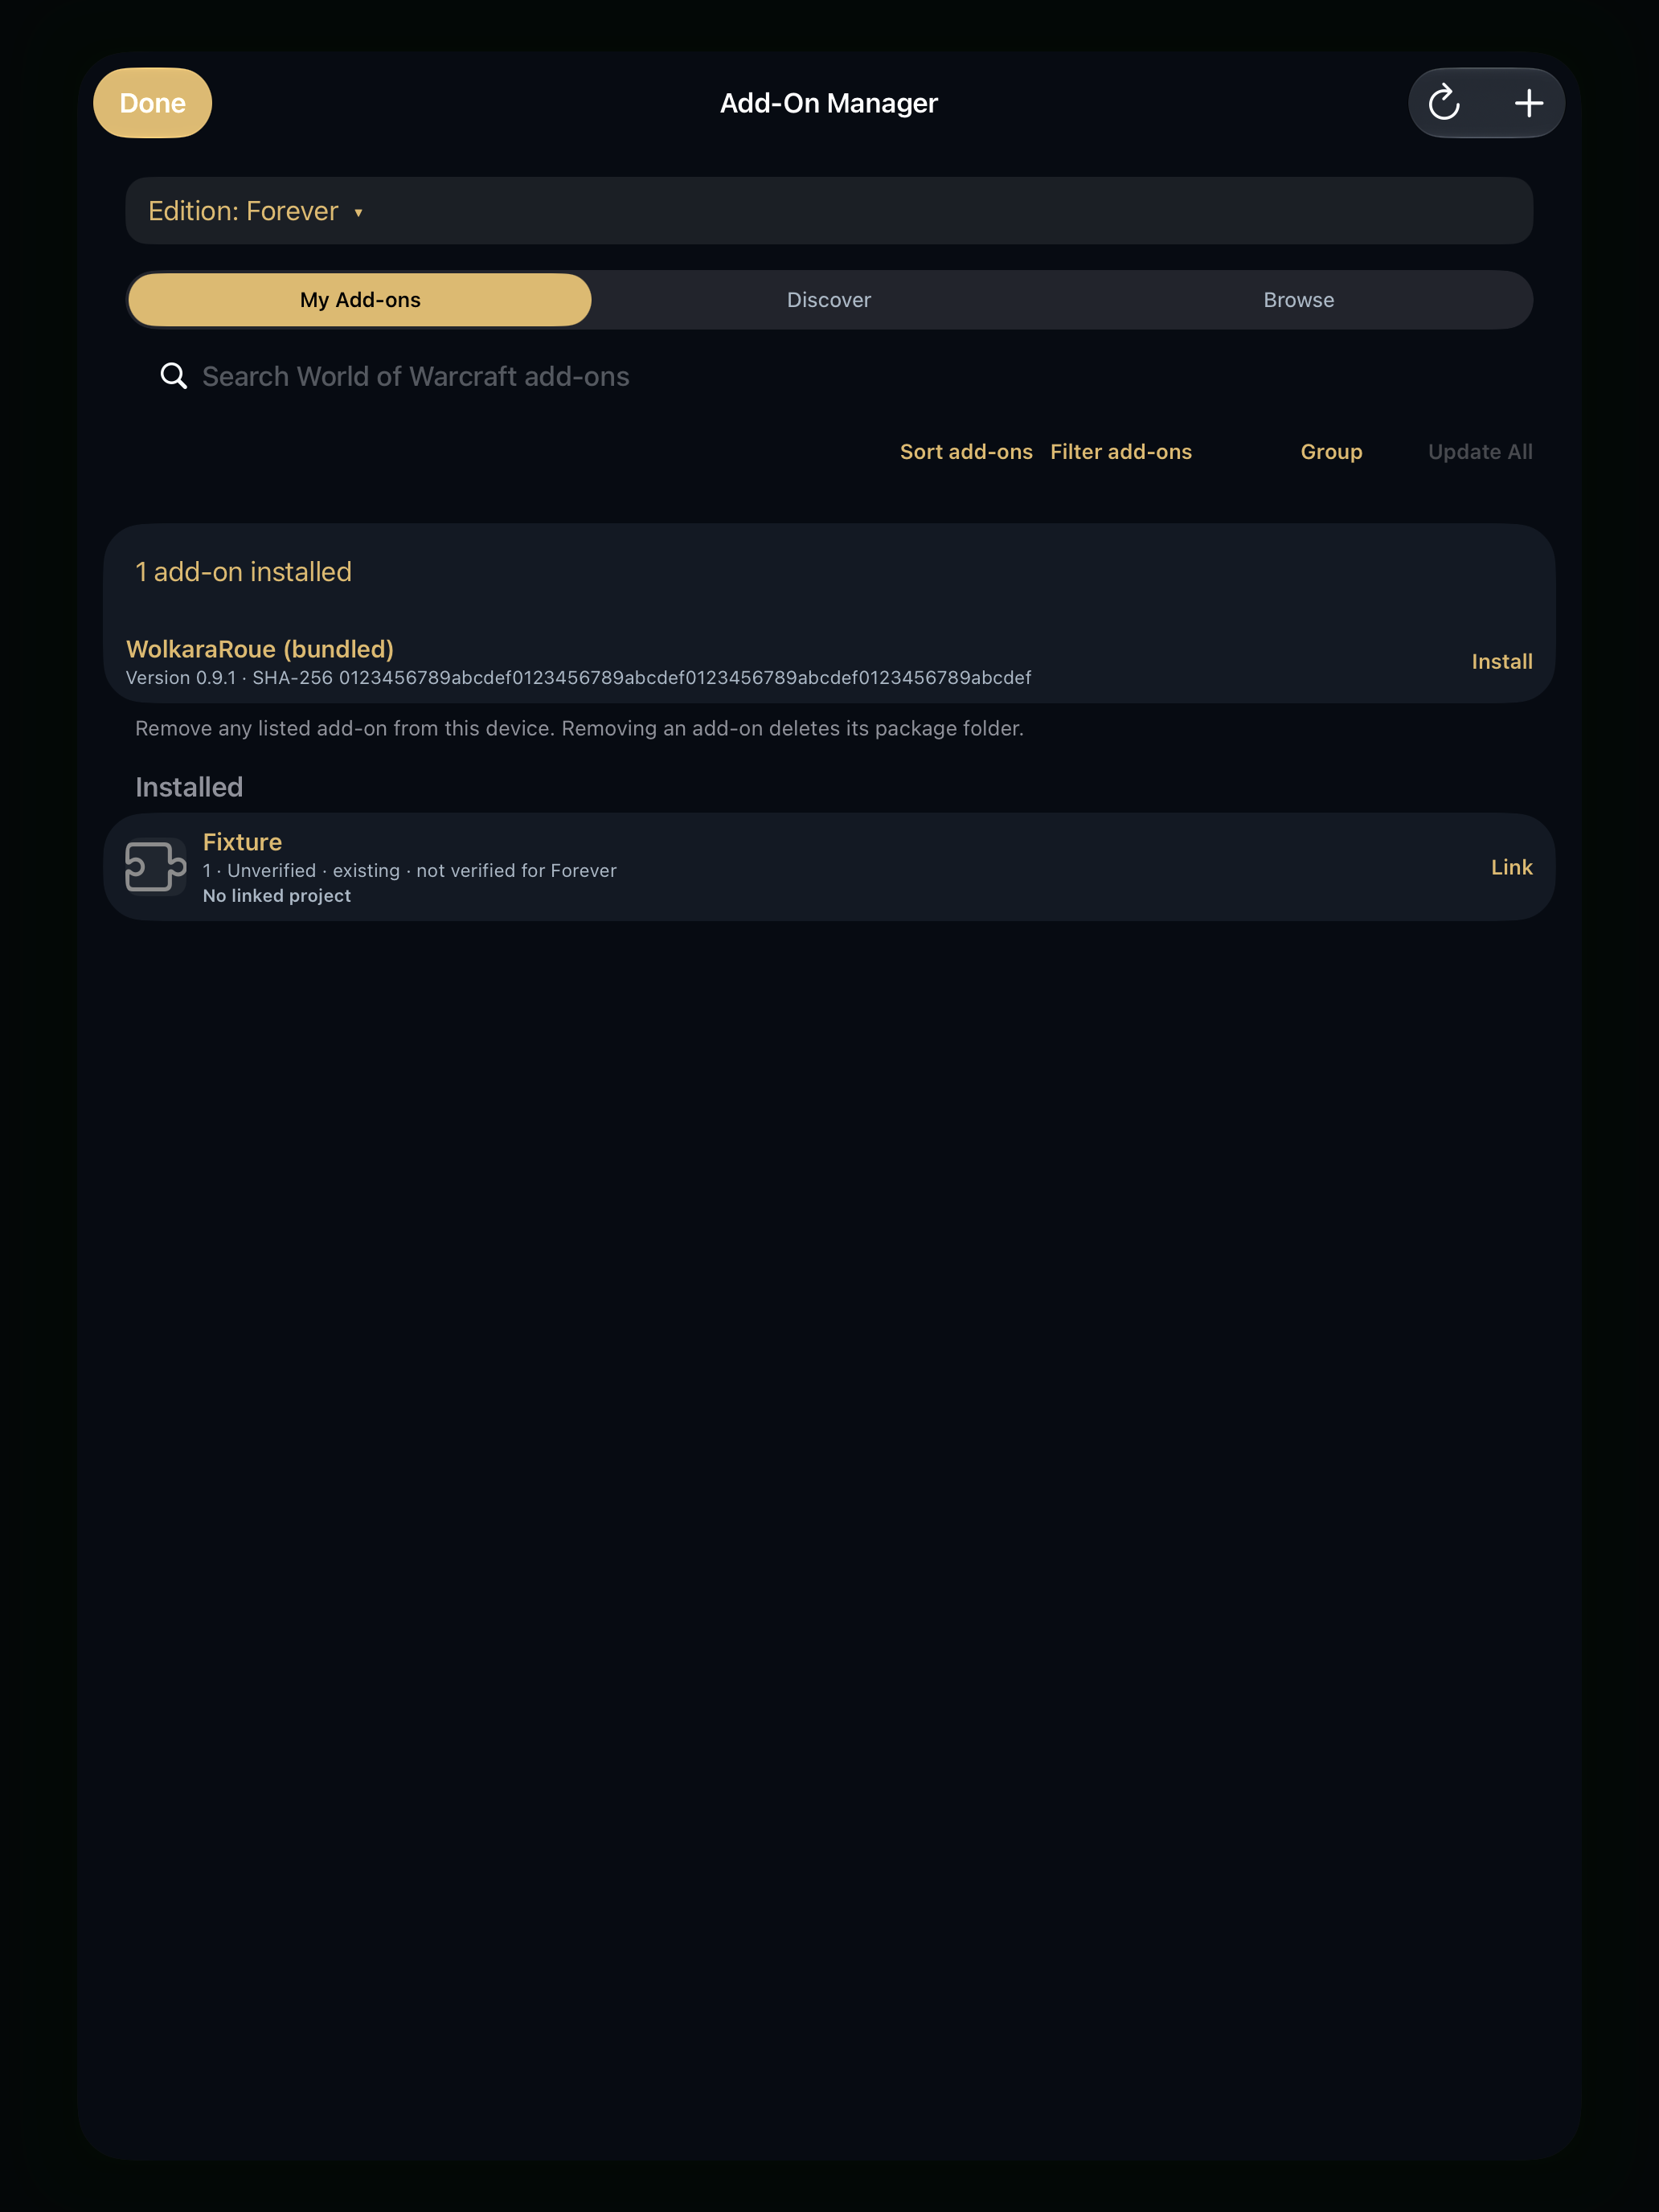 Done
Add-On Manager
Edition: Forever ▾
My Add-ons
Discover
Browse
Search World of Warcraft add-ons
Sort add-ons
Filter add-ons
Group
Update All
1 add-on installed
WolkaraRoue (bundled)
Version 0.9.1 · SHA-256 0123456789abcdef0123456789abcdef0123456789abcdef0123456789abcdef
Install
Remove any listed add-on from this device. Removing an add-on deletes its package folder.
Installed
Fixture
1 · Unverified · existing · not verified for Forever
No linked project
Link